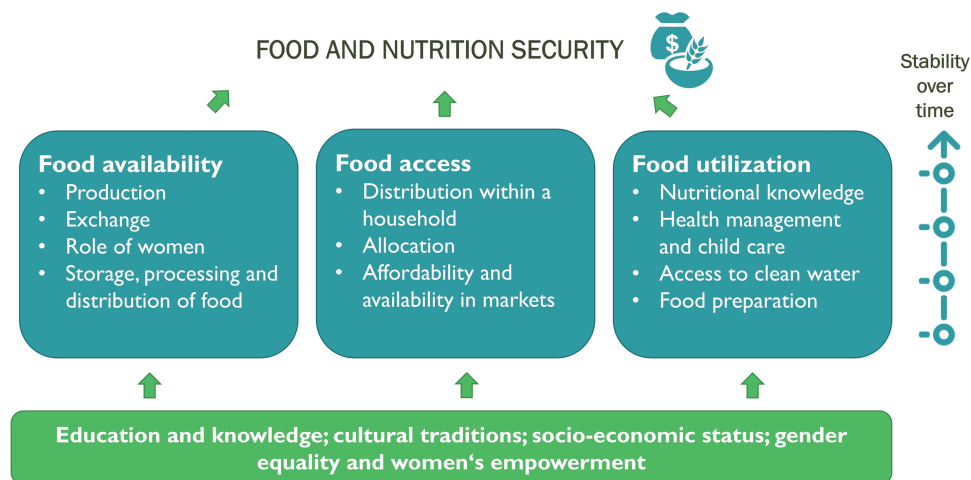 FOOD AND NUTRITION SECURITY
$
Stability
over
time
Food availability
• Production
• Exchange
• Role of women
• Storage, processing and
distribution of food
Food access
• Distribution within a
household
• Allocation
• Affordability and
availability in markets
Food utilization
• Nutritional knowledge
• Health management
and child care
• Access to clean water
• Food preparation
Education and knowledge; cultural traditions; socio-economic status; gender
equality and women‘s empowerment